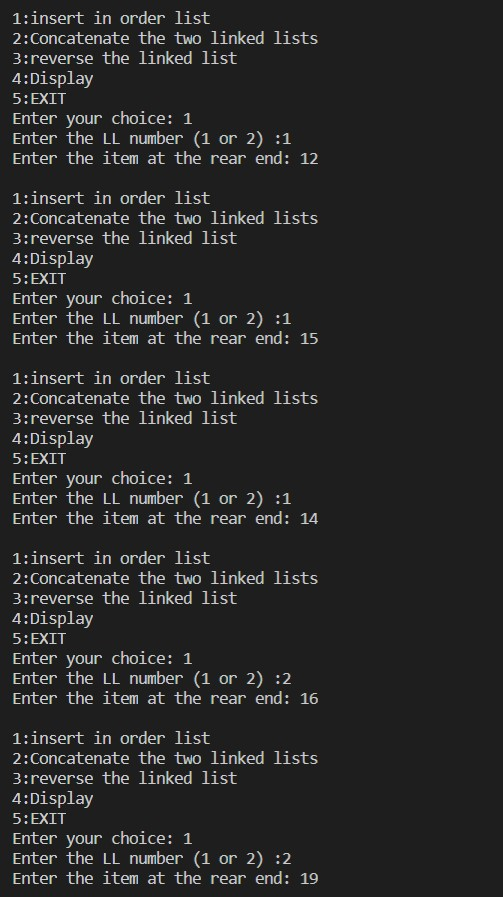 1:insert in order list
2:Concatenate the two linked lists
3:reverse the linked list
4:Display
5:EXIT
Enter your choice: 1
Enter the LL number (1 or 2) :1
Enter the item at the rear end: 12
1:insert in order list
2:Concatenate the two linked lists
3:reverse the linked list
4:Display
5:EXIT
Enter your choice: 1
Enter the LL number (1 or 2) :1
Enter the item at the rear end: 15
1:insert in order list
2:Concatenate the two linked lists
3:reverse the linked list
4:Display
5:EXIT
Enter your choice: 1
Enter the LL number (1 or 2) :1
Enter the item at the rear end: 14
1:insert in order list
2:Concatenate the two linked lists
3:reverse the linked list
4:Display
5:EXIT
Enter your choice: 1
Enter the LL number (1 or 2) :2
Enter the item at the rear end: 16
1:insert in order list
2:Concatenate the two linked lists
3:reverse the linked list
4:Display
5:EXIT
Enter your choice: 1
Enter the LL number (1 or 2) :2
Enter the item at the rear end: 19